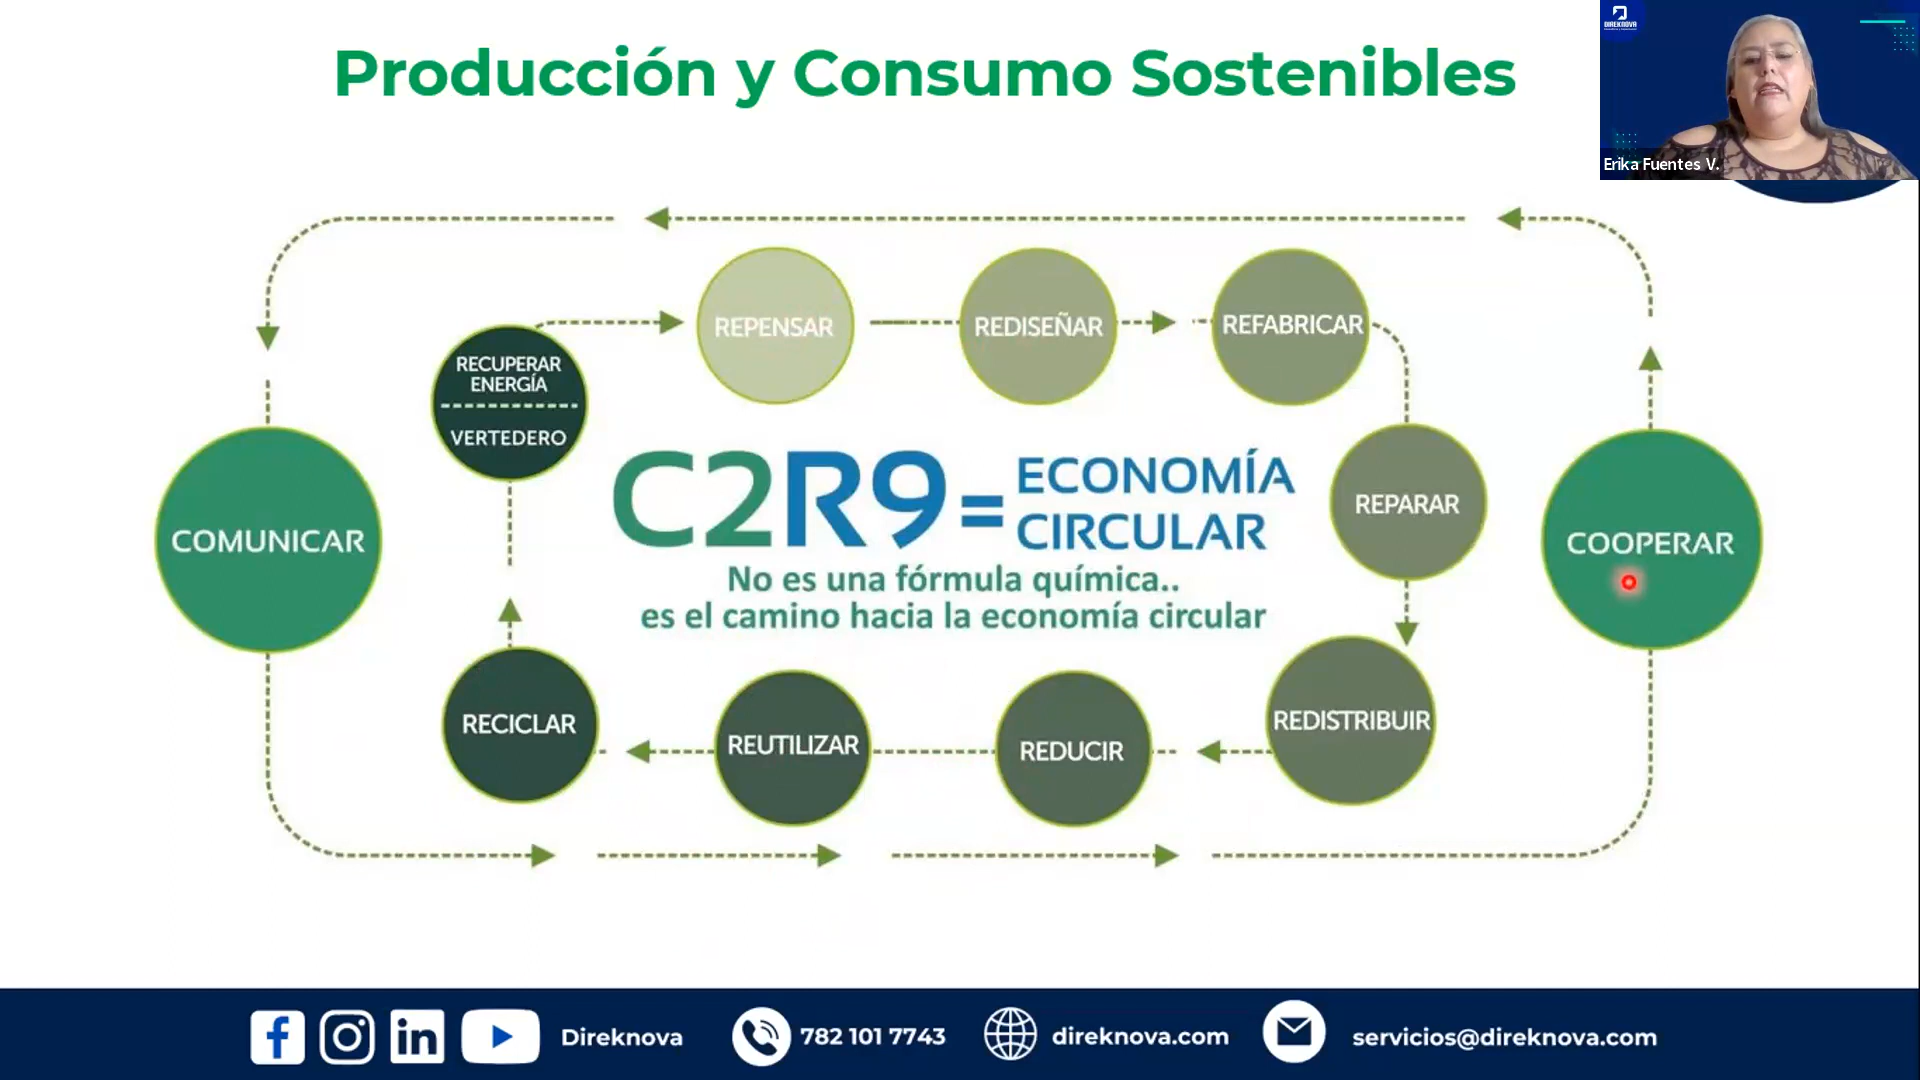 Producción y Consumo Sostenibles
DIREKNOVA
Erika Fuentes V.
REPENSAR
REDISEÑAR
REFABRICAR
RECUPERAR
ENERGÍA
VERTEDERO
C2R9=
ECONOMÍA
CIRCULAR
REPARAR
COMUNICAR
COOPERAR
No es una fórmula química..
es el camino hacia la economía circular
RECICLAR
REUTILIZAR
REDUCIR
REDISTRIBUIR
Direknova
782 101 7743
direknova.com
servicios@direknova.com